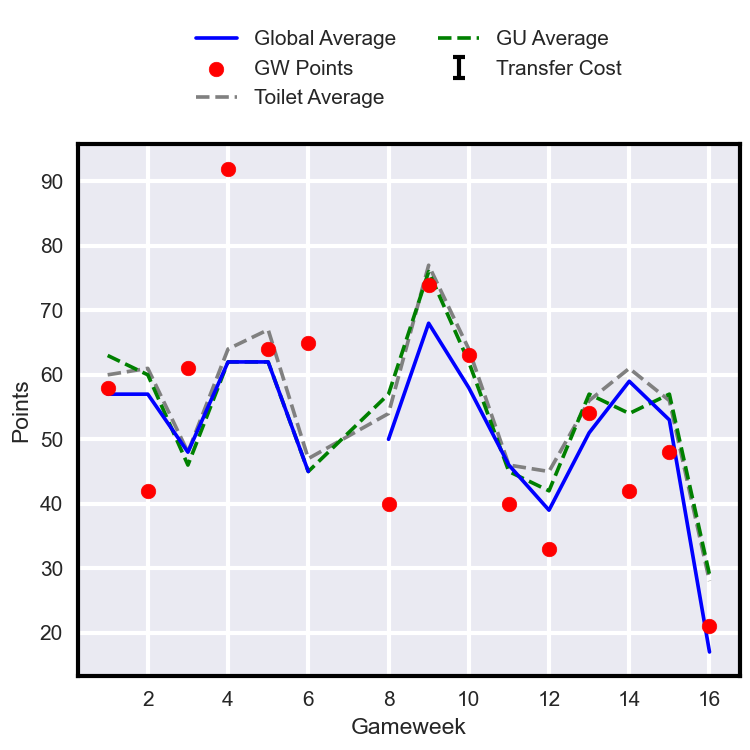 Global Average
GW Points
Toilet Average
GU Average
Transfer Cost
Points
90
80
70
60
50
40
30
20
2 4 6 8 10 12 14 16
Gameweek